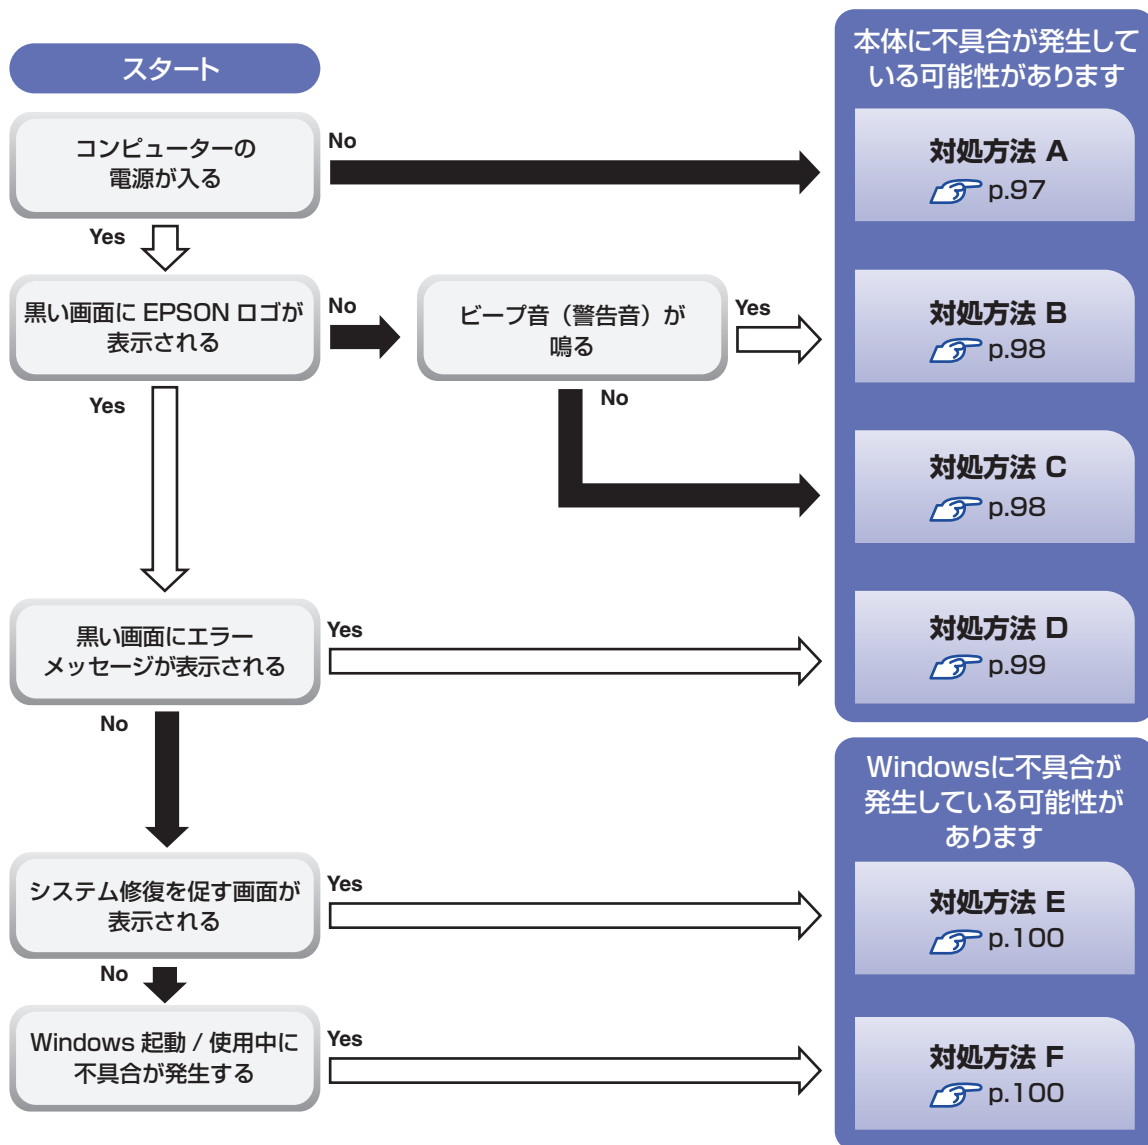 スタート
コンピューターの
電源が入る
No
Yes
黒い画面に EPSON ロゴが
表示される
No
ビープ音（警告音）が
鳴る
Yes
No
Yes
黒い画面にエラー
メッセージが表示される
Yes
No
システム修復を促す画面が
表示される
Yes
No
Windows 起動 / 使用中に
不具合が発生する
Yes
本体に不具合が発生して
いる可能性があります
対処方法 A
p.97
対処方法 B
p.98
対処方法 C
p.98
対処方法 D
p.99
Windowsに不具合が
発生している可能性が
あります
対処方法 E
p.100
対処方法 F
p.100